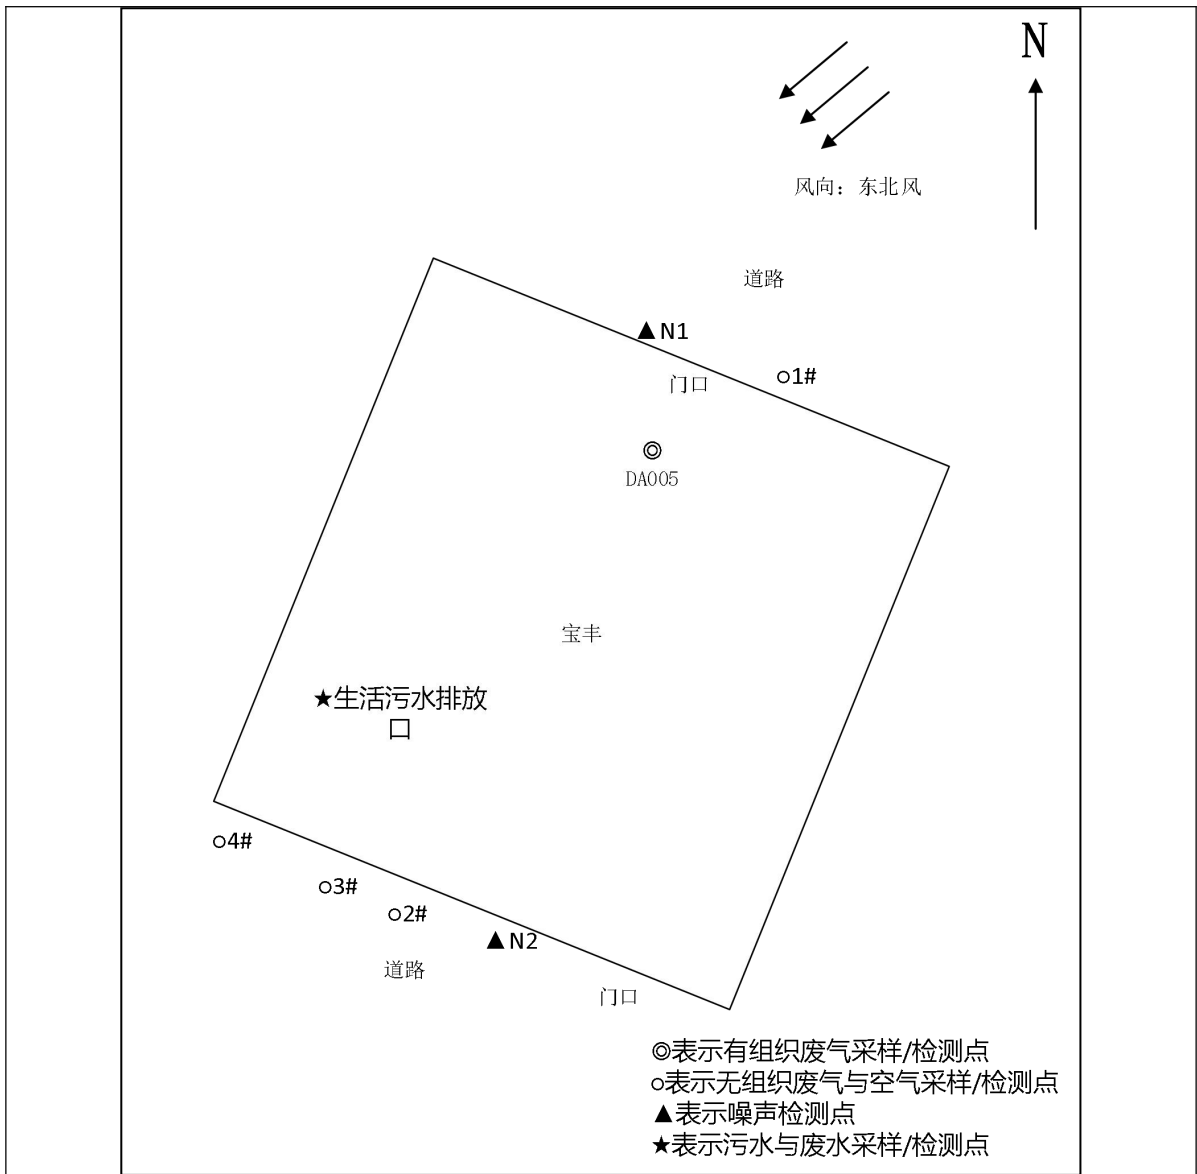 N
风向：东北风
道路
▲N1
○1#
门口
◎
DA005
宝丰
★生活污水排放
口
○4#
○3#
○2#
▲N2
道路
门口
◎表示有组织废气采样/检测点
○表示无组织废气与空气采样/检测点
▲表示噪声检测点
★表示污水与废水采样/检测点